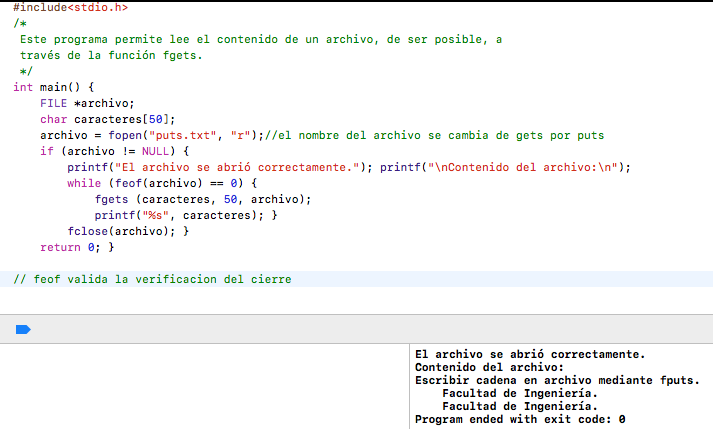 #include<stdio.h>
/*
 Este programa permite lee el contenido de un archivo, de ser posible, a
 través de la función fgets.
 */
int main() {
    FILE *archivo;
    char caracteres[50];
    archivo = fopen("puts.txt", "r");//el nombre del archivo se cambia de gets por puts
    if (archivo != NULL) {
        printf("El archivo se abrió correctamente."); printf("\nContenido del archivo:\n");
        while (feof(archivo) == 0) {
            fgets (caracteres, 50, archivo);
            printf("%s", caracteres); }
        fclose(archivo); }
    return 0; }
// feof valida la verificacion del cierre
El archivo se abrió correctamente.
Contenido del archivo:
Escribir cadena en archivo mediante fputs.
    Facultad de Ingeniería.
    Facultad de Ingeniería.
Program ended with exit code: 0